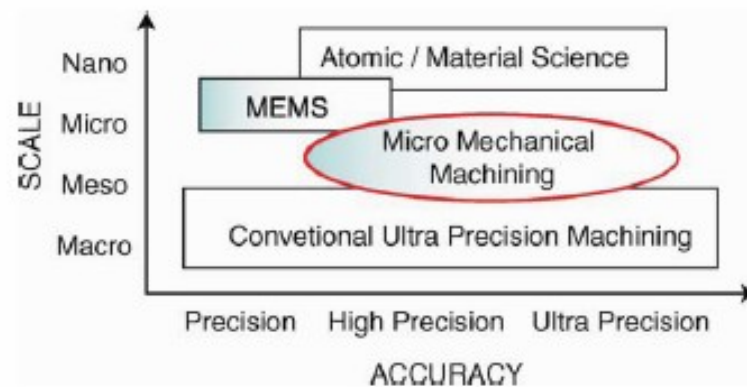 Nano
Atomic / Material Science
MEMS
Micro
Micro Mechanical
Machining
Meso
Macro
Convetional Ultra Precision Machining
SCALE
Precision
High Precision
Ultra Precision
ACCURACY